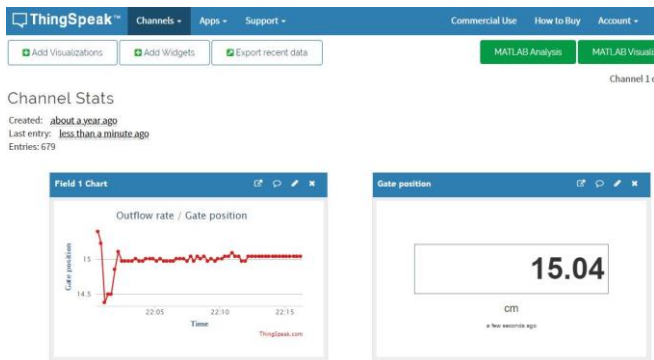 ThingSpeak™ Channels Apps Support Commercial Use How to Buy Account
Add Visualizations Add Widgets Export recent data MATLAB Analysis MATLAB Visuali
Channel 1 o
Channel Stats
Created: about a year ago
Last entry: less than a minute ago
Entries: 679
Field 1 Chart
Outflow rate / Gate position
Gate position
15
14.5
22:05 22:10 22:15
Time
ThingSpeak.com
Gate position
15.04
cm
a few seconds ago